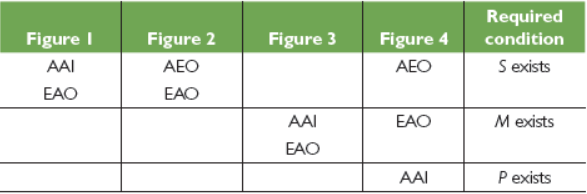 Figure 1 Figure 2 Figure 3 Figure 4 Required condition
AAI AEO AEO S exists
EAO EAO
AAI EAO M exists
EAO
AAI P exists